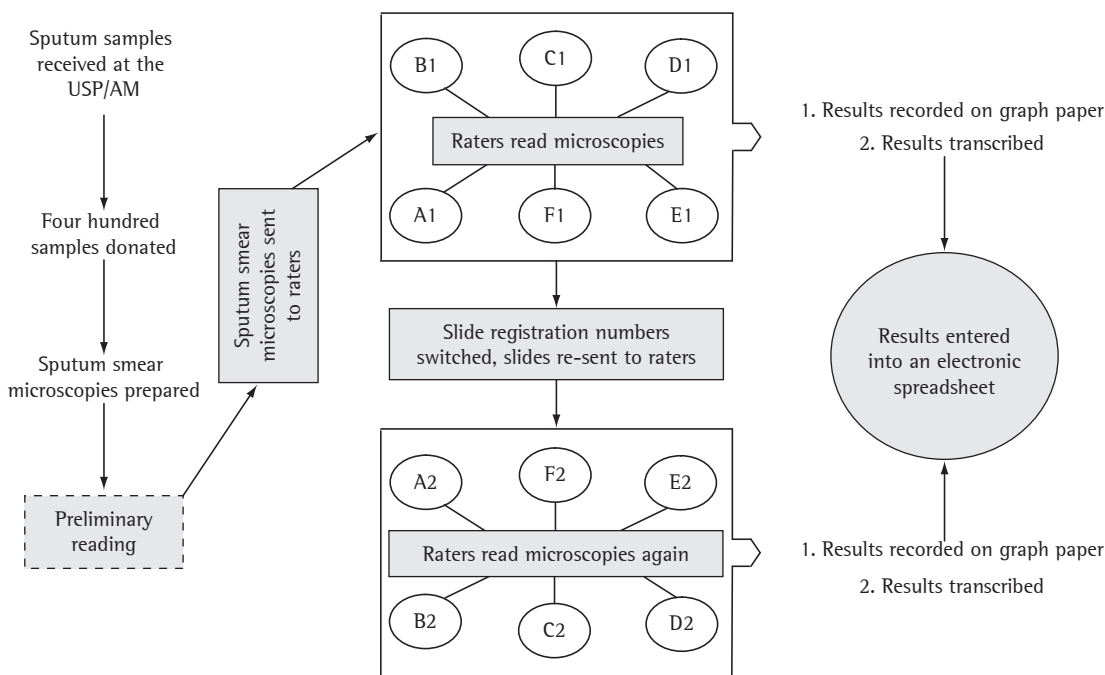 Sputum samples
received at the
USP/AM
Four hundred
samples donated
Sputum smear
microscopies prepared
Preliminary
reading
Sputum smear
microscopies sent
to raters
B1
C1
D1
Raters read microscopies
A1
F1
E1
Slide registration numbers
switched, slides re-sent to raters
A2
F2
E2
Raters read microscopies again
B2
C2
D2
1. Results recorded on graph paper
2. Results transcribed
Results entered
into an electronic
spreadsheet
1. Results recorded on graph paper
2. Results transcribed